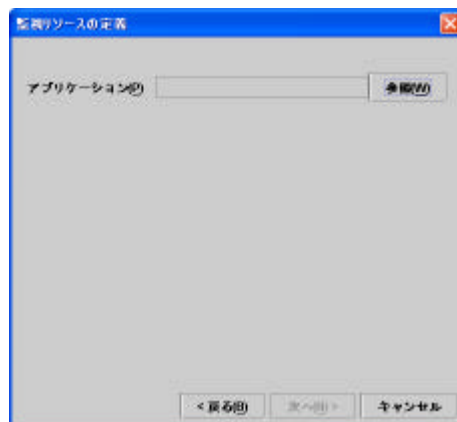 監視リソースの定義
アプリケーション(P) 参照(W)
< 戻る(B) 次へ(N) > キャンセル